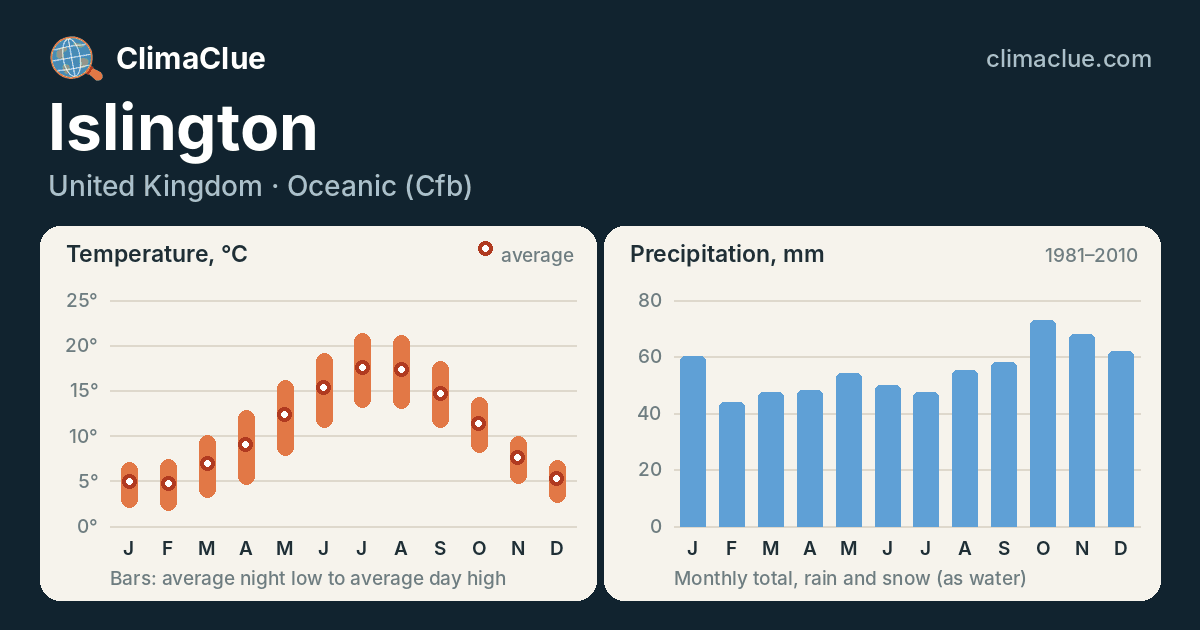 ClimaClue
climaclue.com
Islington
United Kingdom · Oceanic (Cfb)
Temperature, °C
average
25°
20°
15°
10°
5°
0°
J F M A M J J A S O N D
Bars: average night low to average day high
Precipitation, mm
1981–2010
80
60
40
20
0
J F M A M J J A S O N D
Monthly total, rain and snow (as water)